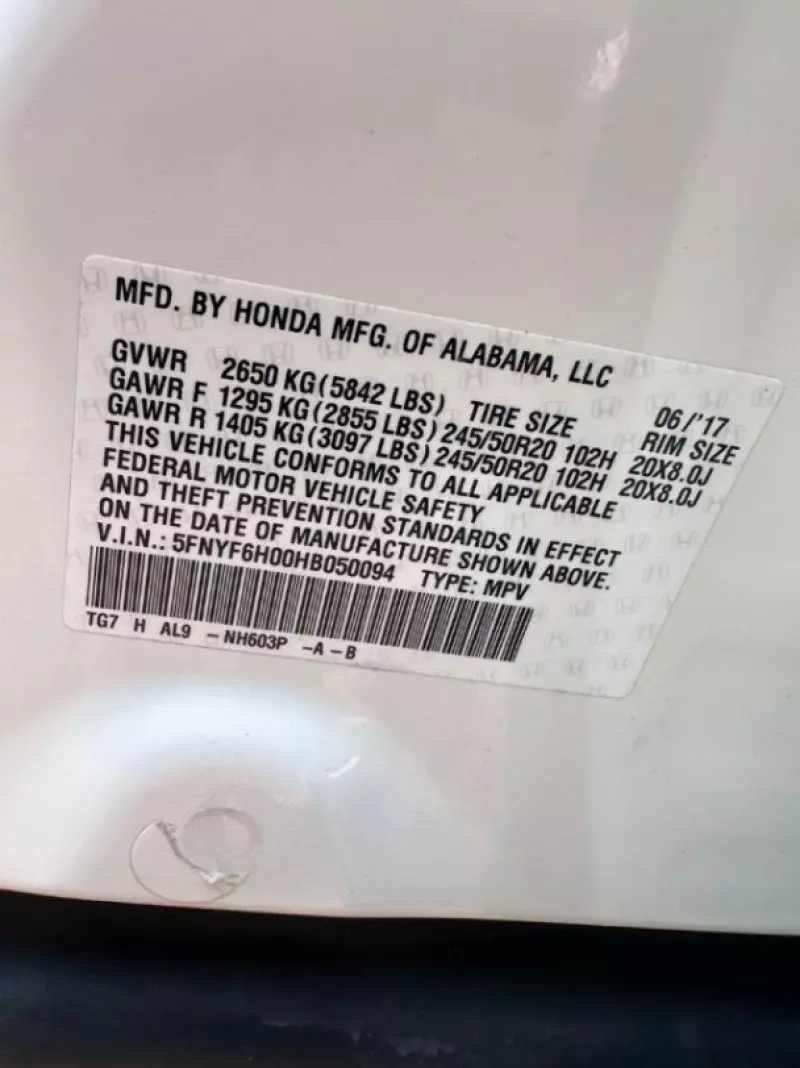 MFD. BY HONDA MFG. OF ALABAMA, LLC
GVWR 2650 KG (5842 LBS) TIRE SIZE 06/'17 RIM SIZE
GAWR F 1295 KG (2855 LBS) 245/50R20 102H 20X8.0J
GAWR R 1405 KG (3097 LBS) 245/50R20 102H 20X8.0J
THIS VEHICLE CONFORMS TO ALL APPLICABLE
FEDERAL MOTOR VEHICLE SAFETY
AND THEFT PREVENTION STANDARDS IN EFFECT
ON THE DATE OF MANUFACTURE SHOWN ABOVE.
V.I.N.: 5FNYF6H00HB050094 TYPE: MPV
TG7 H AL9 - NH603P - A - B